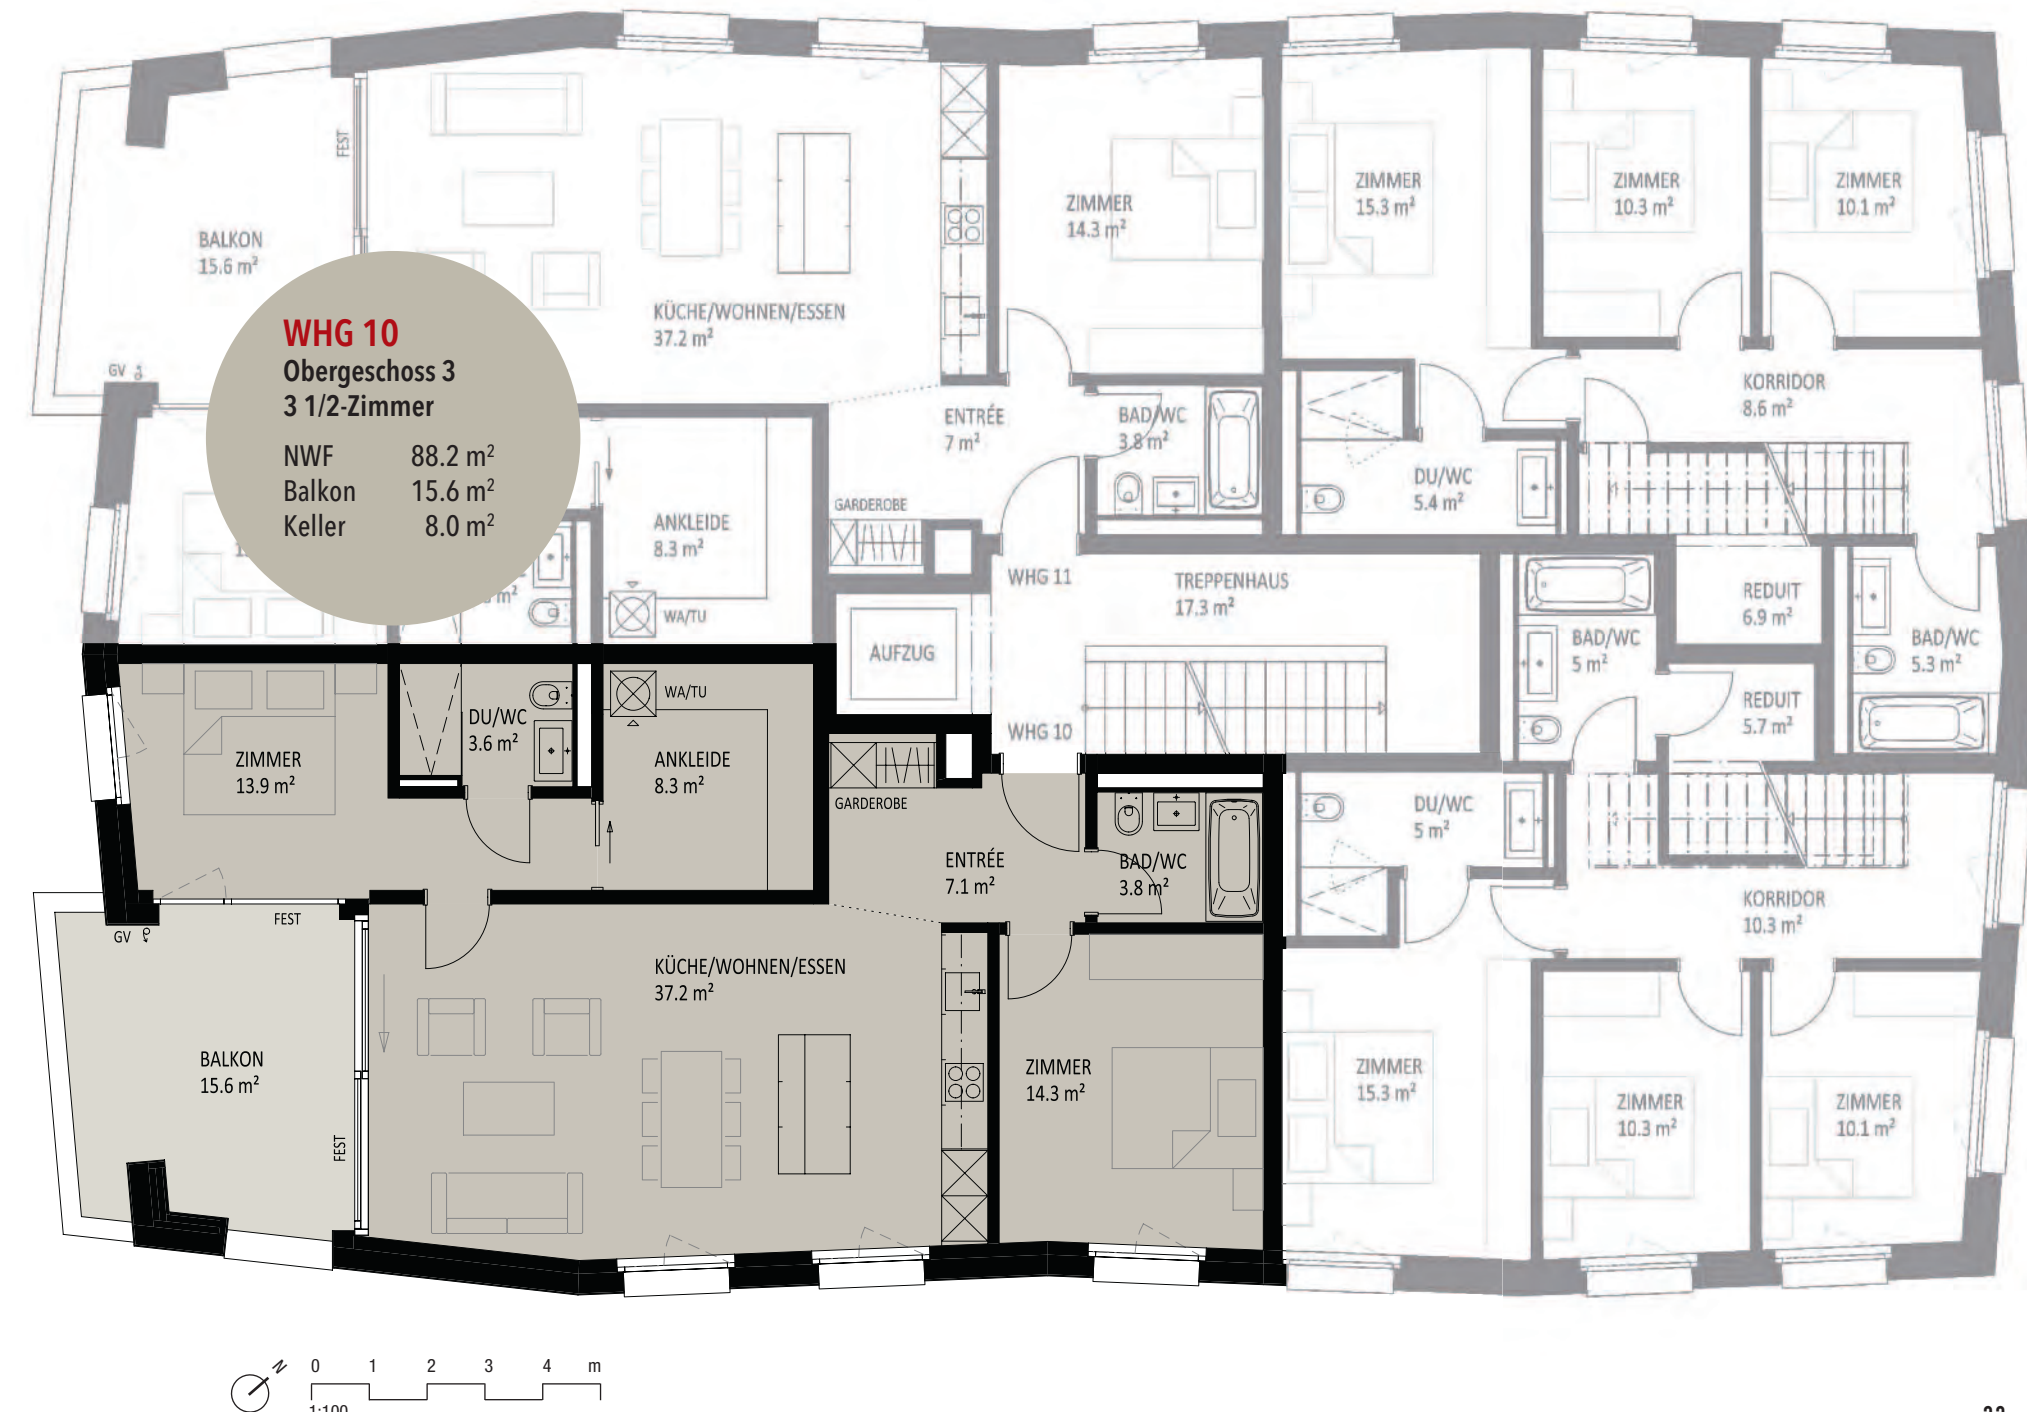 BALKON
15.6 m²
FEST
GV
KÜCHE/WOHNEN/ESSEN
37.2 m²
ZIMMER
14.3 m²
ZIMMER
15.3 m²
ZIMMER
10.3 m²
ZIMMER
10.1 m²
WHG 10
Obergeschoss 3
3 1/2-Zimmer
NWF 88.2 m²
Balkon 15.6 m²
Keller 8.0 m²
ENTRÉE
7 m²
BAD/WC
3.8 m²
KORRIDOR
8.6 m²
DU/WC
5.4 m²
GARDEROBE
ANKLEIDE
8.3 m²
WA/TU
m²
WHG 11
TREPPENHAUS
17.3 m²
AUFZUG
WHG 10
REDUIT
6.9 m²
BAD/WC
5 m²
BAD/WC
5.3 m²
REDUIT
5.7 m²
ZIMMER
13.9 m²
DU/WC
3.6 m²
WA/TU
ANKLEIDE
8.3 m²
GARDEROBE
ENTRÉE
7.1 m²
BAD/WC
3.8 m²
DU/WC
5 m²
KORRIDOR
10.3 m²
FEST
GV
KÜCHE/WOHNEN/ESSEN
37.2 m²
BALKON
15.6 m²
FEST
ZIMMER
14.3 m²
ZIMMER
15.3 m²
ZIMMER
10.3 m²
ZIMMER
10.1 m²
N
0 1 2 3 4 m
1:100